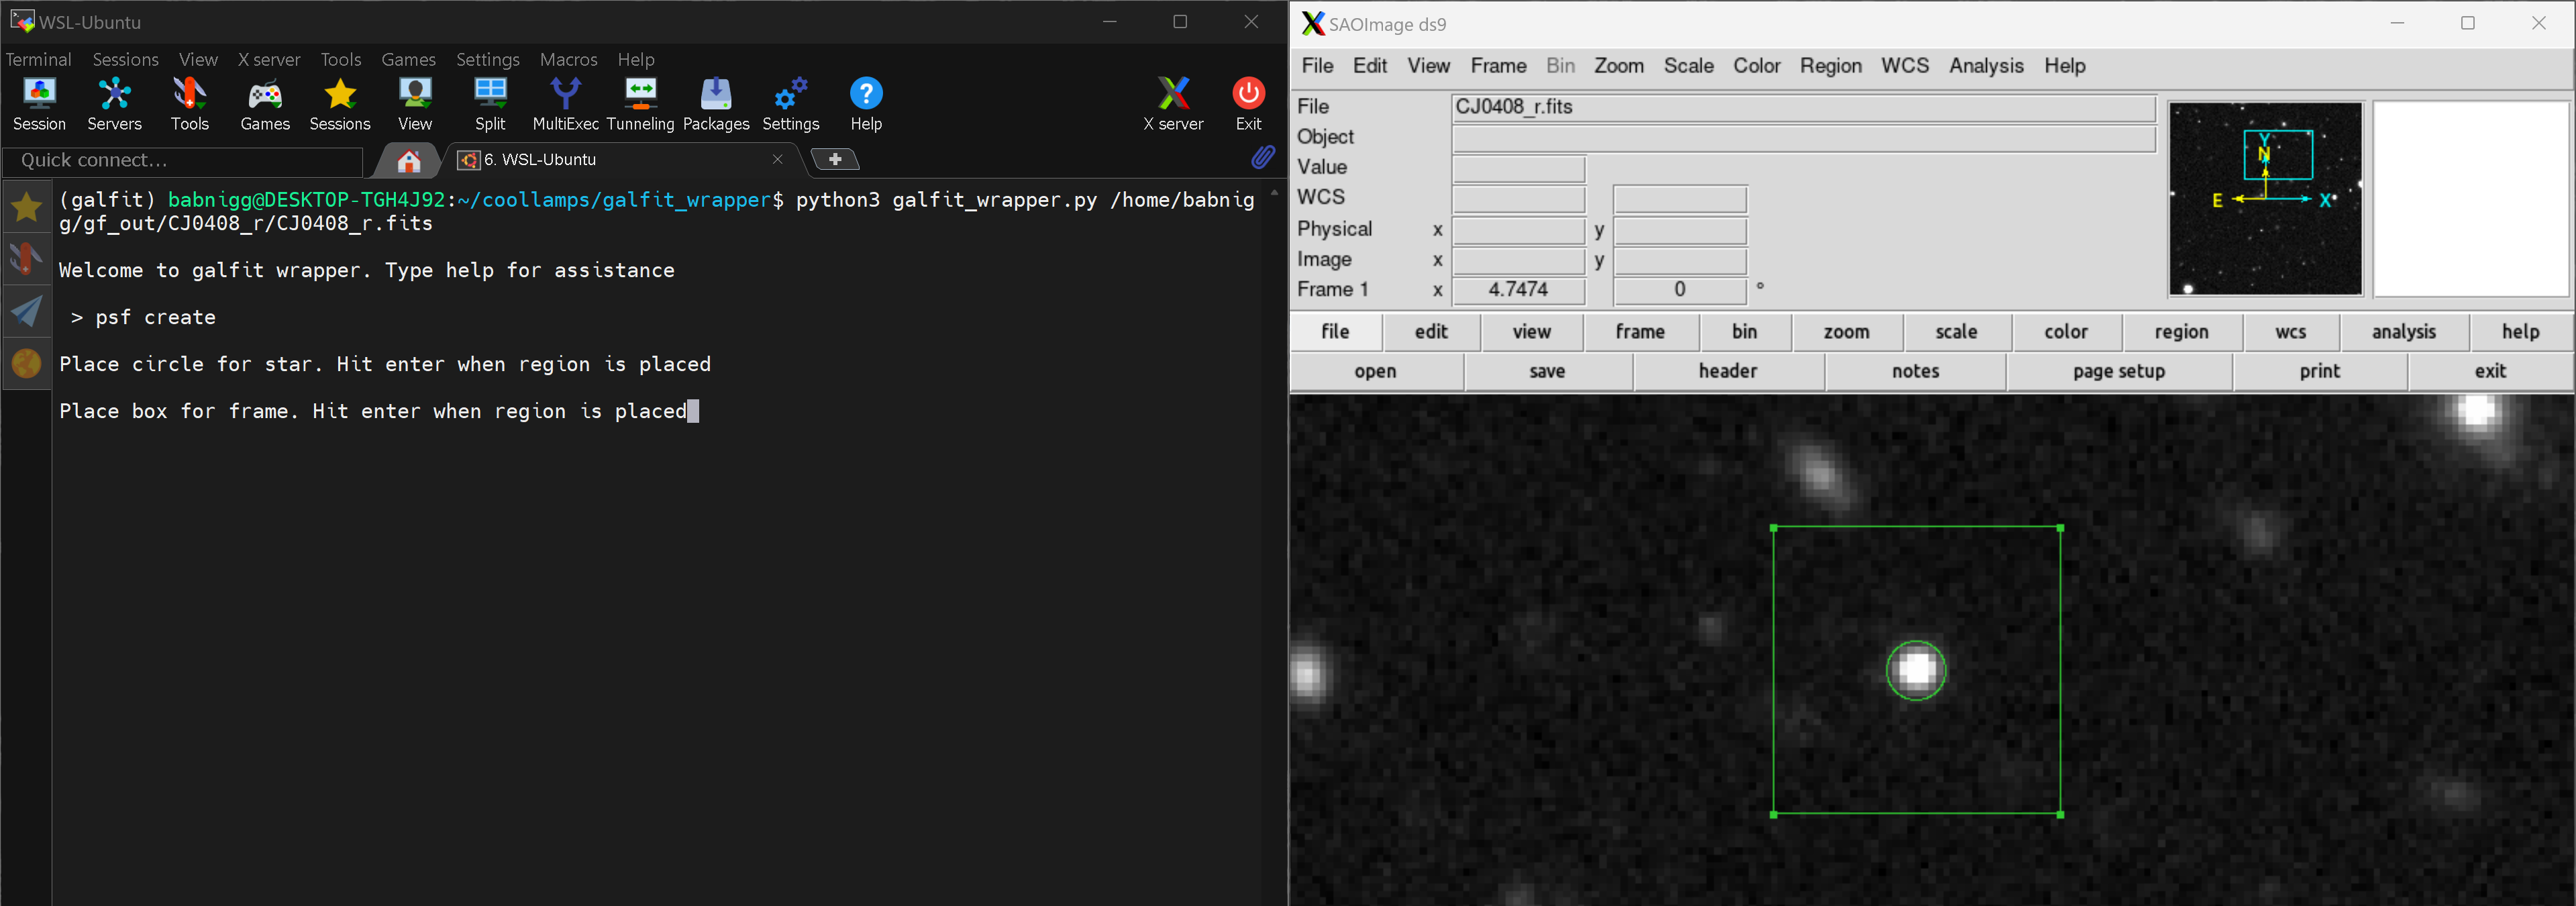 WSL-Ubuntu
Terminal Sessions View X server Tools Games Settings Macros Help
Session Servers Tools Games Sessions View Split MultiExec Tunneling Packages Settings Help X server Exit
Quick connect... 6. WSL-Ubuntu
(galfit) babnigg@DESKTOP-TGH4J92:~/coollamps/galfit_wrapper$ python3 galfit_wrapper.py /home/babnig
g/gf_out/CJ0408_r/CJ0408_r.fits
Welcome to galfit wrapper. Type help for assistance
> psf create
Place circle for star. Hit enter when region is placed
Place box for frame. Hit enter when region is placed
SAOImage ds9
File Edit View Frame Bin Zoom Scale Color Region WCS Analysis Help
File CJ0408_r.fits
Object
Value
WCS
Physical x y
Image x y
Frame 1 x 4.7474 0 °
Y
N
E X
file edit view frame bin zoom scale color region wcs analysis help
open save header notes page setup print exit